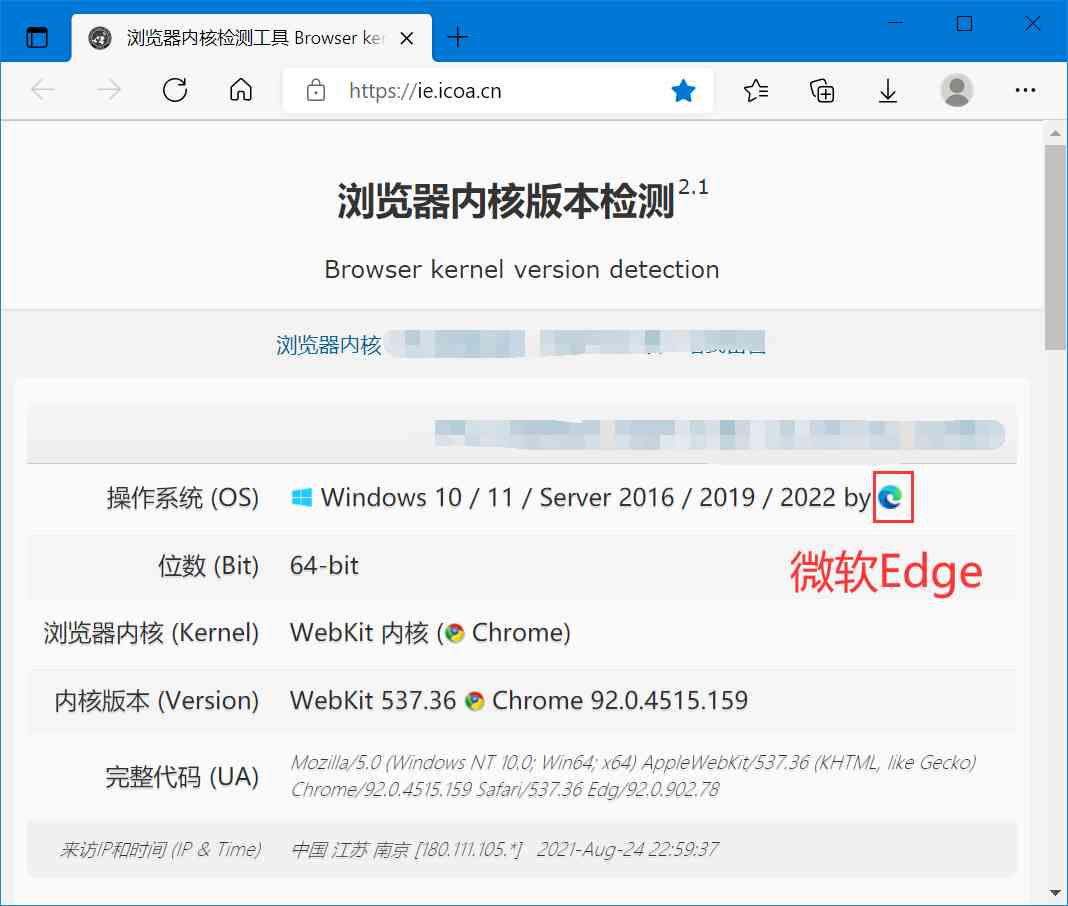 浏览器内核检测工具 Browser ker
https://ie.icoa.cn
浏览器内核版本检测2.1
Browser kernel version detection
浏览器内核
操作系统 (OS) Windows 10 / 11 / Server 2016 / 2019 / 2022 by
微软Edge
位数 (Bit) 64-bit
浏览器内核 (Kernel) WebKit 内核 (Chrome)
内核版本 (Version) WebKit 537.36 Chrome 92.0.4515.159
完整代码 (UA) Mozilla/5.0 (Windows NT 10.0; Win64; x64) AppleWebKit/537.36 (KHTML, like Gecko)
Chrome/92.0.4515.159 Safari/537.36 Edg/92.0.902.78
来访IP和时间 (IP & Time) 中国 江苏 南京 [180.111.105.*] 2021-Aug-24 22:59:37